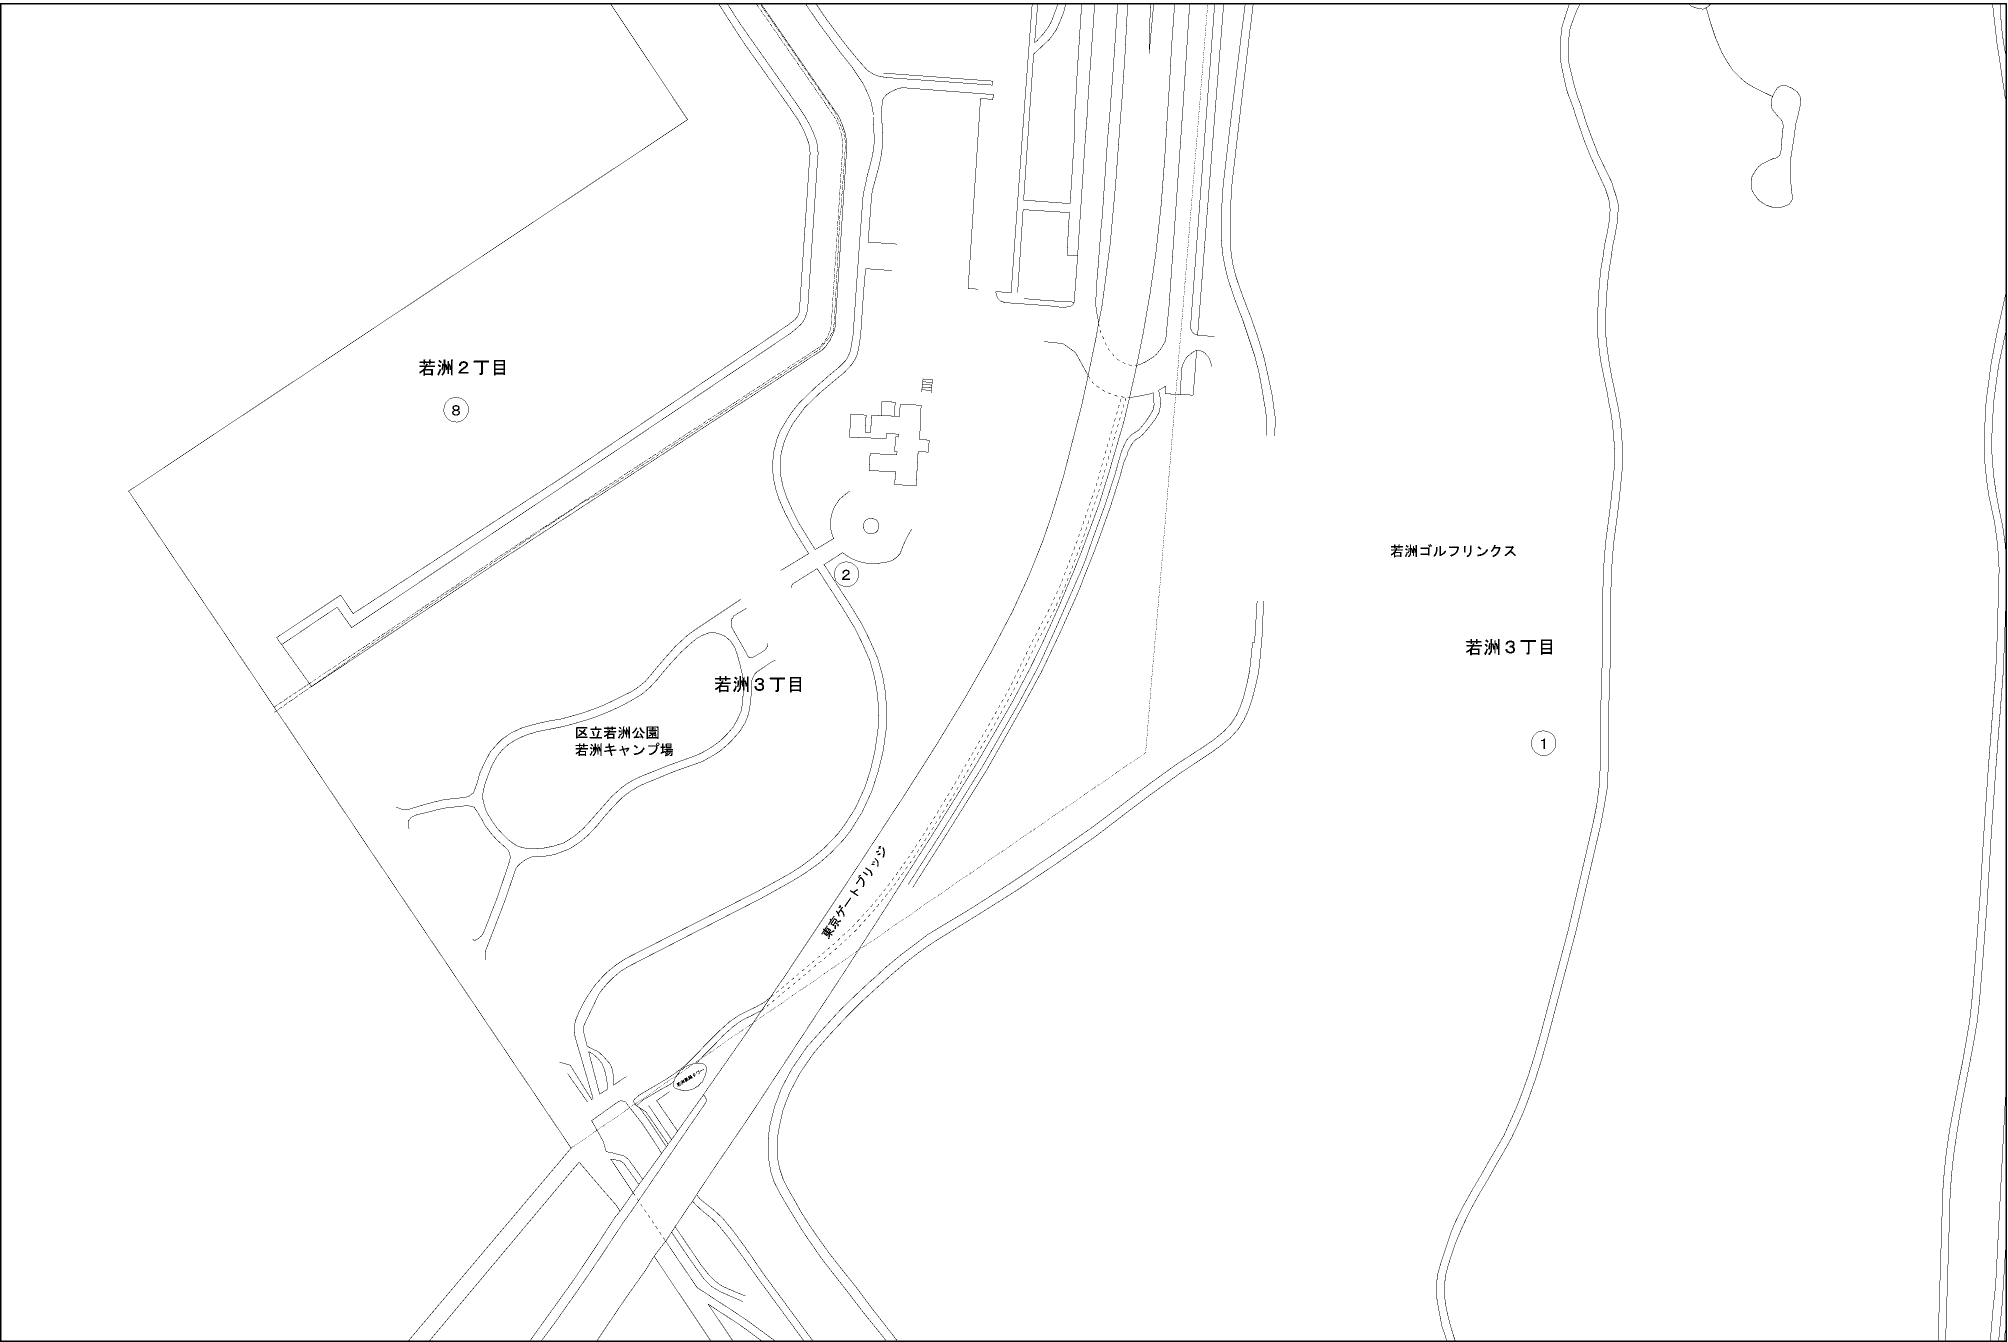 若洲２丁目
8
若洲ゴルフリンクス
2
若洲３丁目
若洲３丁目
区立若洲公園
若洲キャンプ場
1
東京ゲートブリッジ